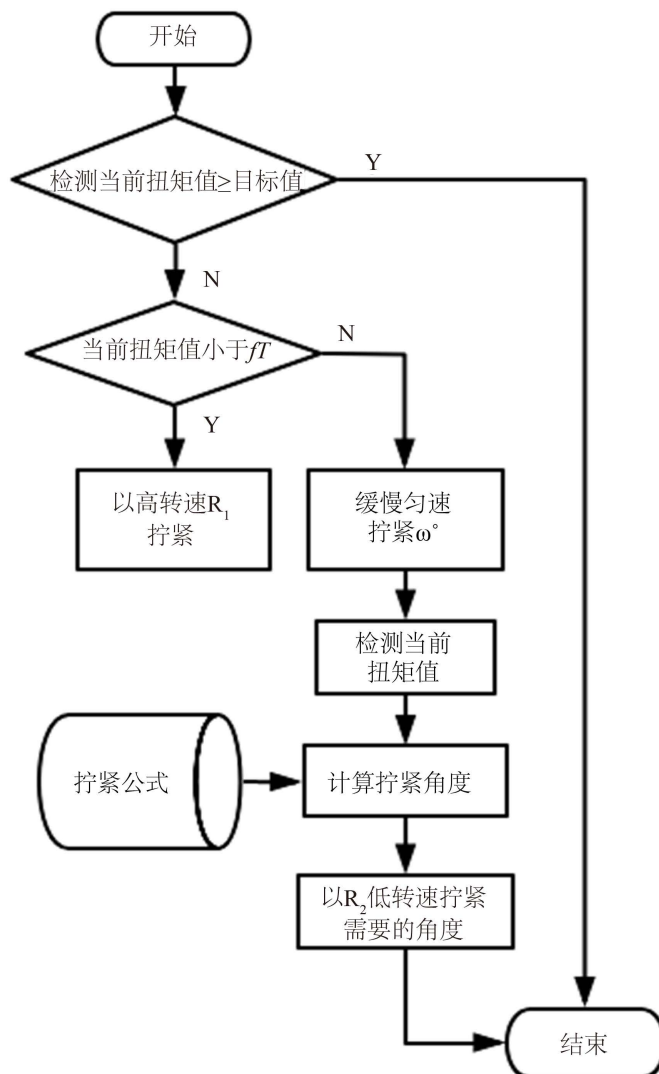 开始
检测当前扭矩值≥目标值
Y
N
当前扭矩值小于fT
N
Y
以高转速R₁
拧紧
缓慢匀速
拧紧ω°
检测当前
扭矩值
拧紧公式
计算拧紧角度
以R₂低转速拧紧
需要的角度
结束